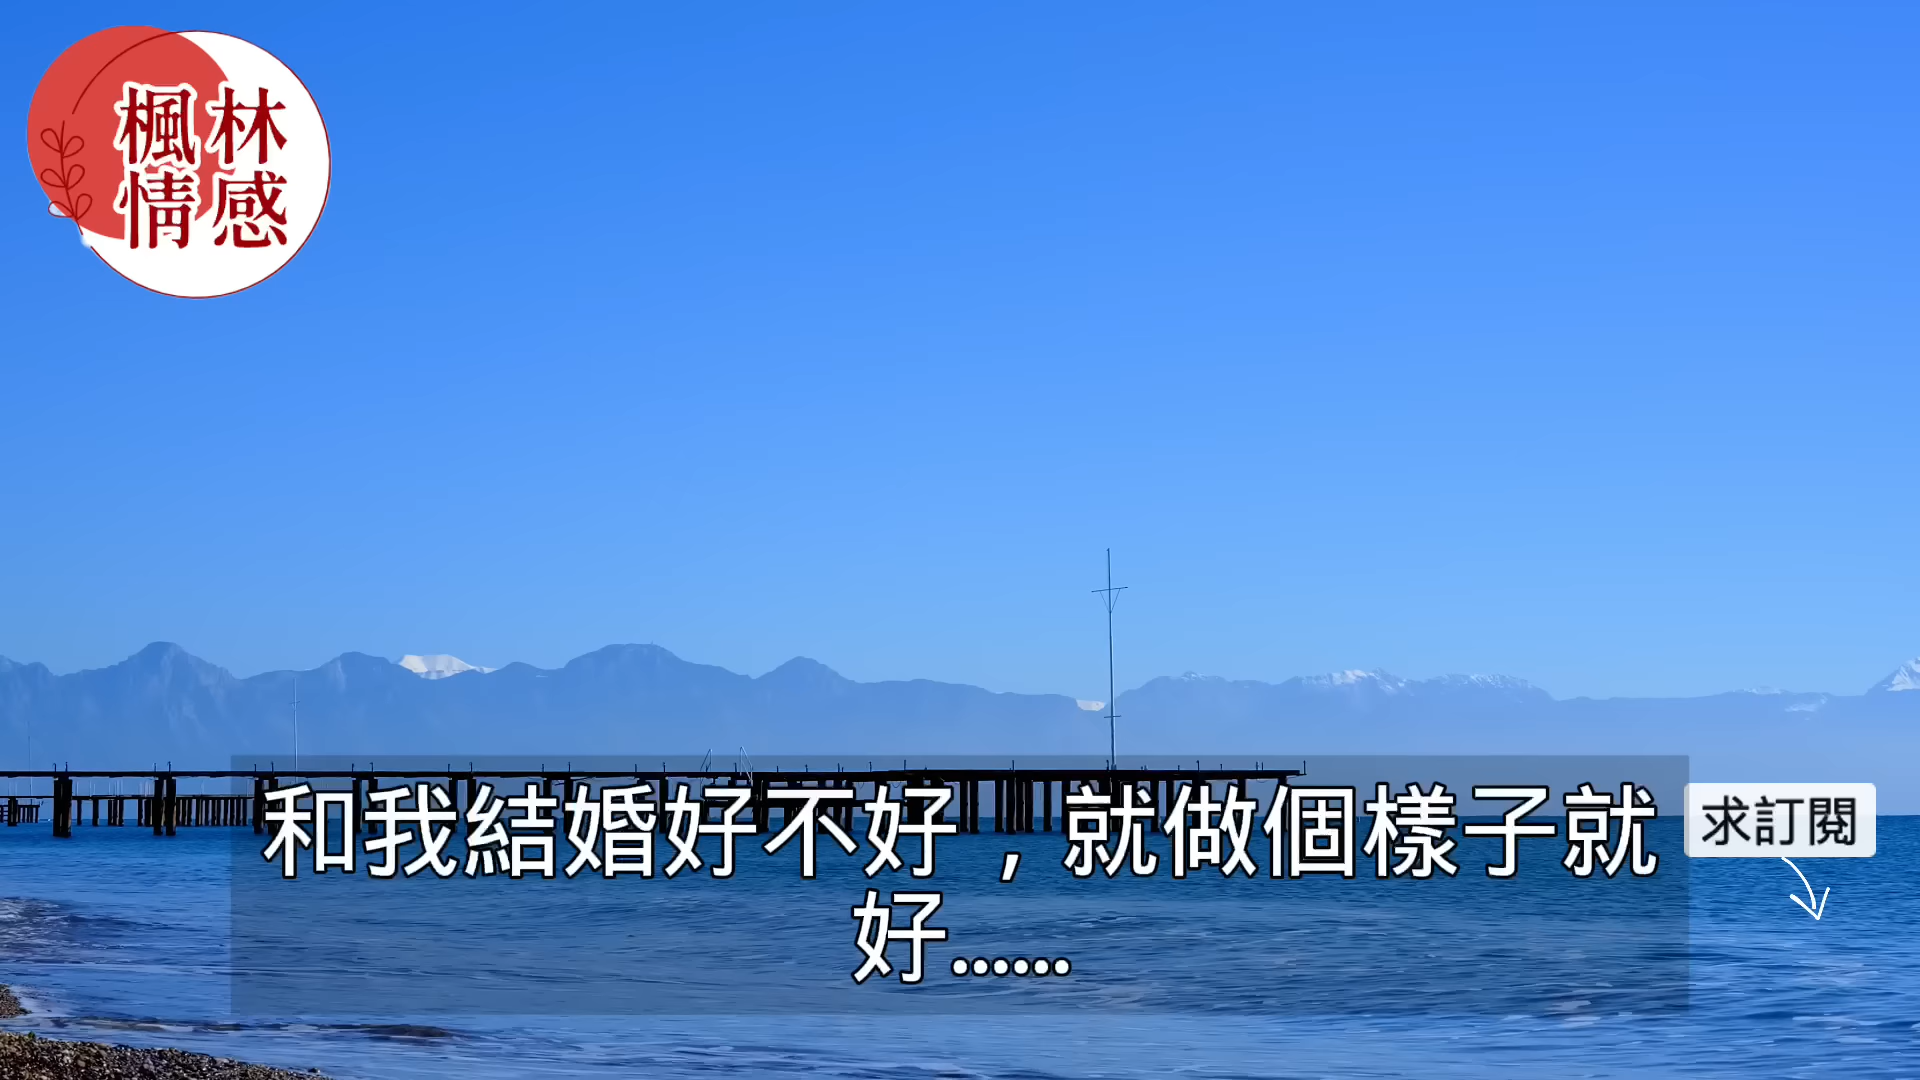 楓林
情感
和我結婚好不好，就做個樣子就
好......
求訂閱